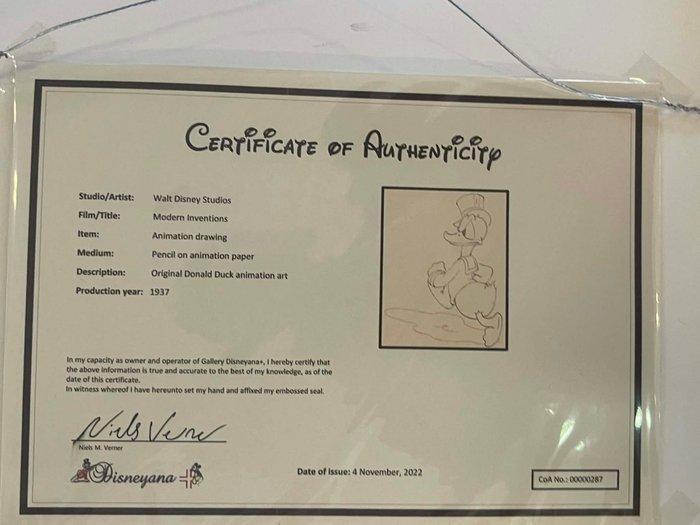 CERTIFICATE OF AUTHENTICITY
Studio/Artist: Walt Disney Studios
Film/Title: Modern Inventions
Item: Animation drawing
Medium: Pencil on animation paper
Description: Original Donald Duck animation art
Production year: 1937
In my capacity as owner and operator of Gallery Disneyana+, I hereby certify that
the above information is true and accurate to the best of my knowledge, as of the
date of this certificate.
In witness whereof I have hereunto set my hand and affixed my embossed seal.
Niels Verner
Niels M. Verner
Disneyana
Date of Issue: 4 November, 2022
CoA No.: 00000287